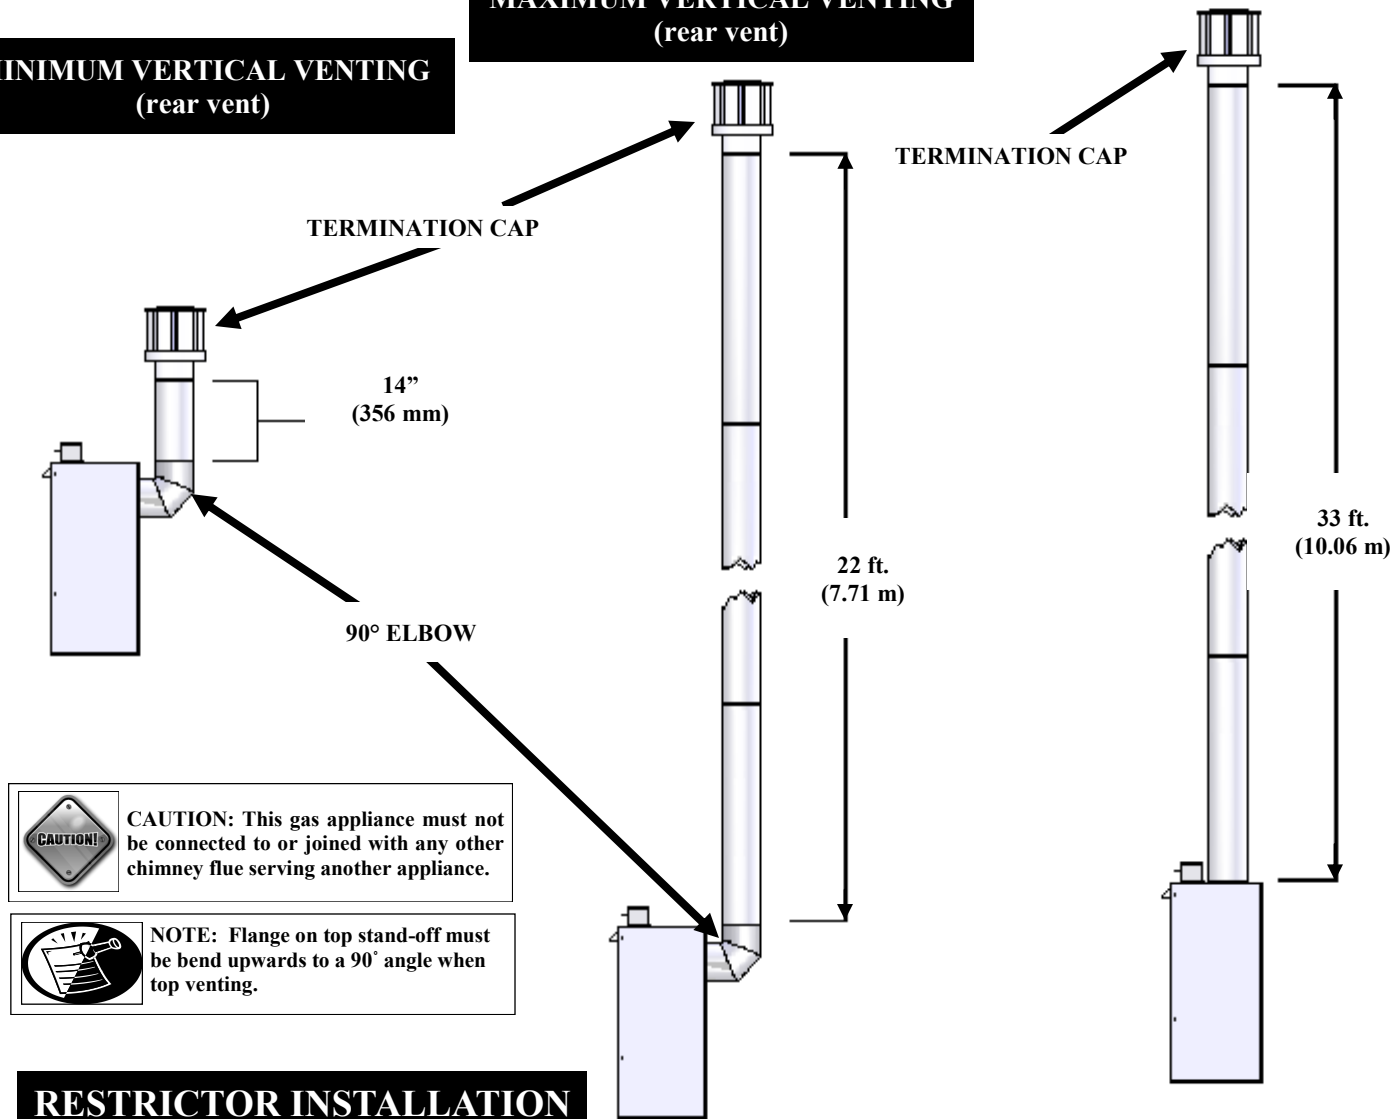 MAXIMUM VERTICAL VENTING
(rear vent)
MINIMUM VERTICAL VENTING
(rear vent)
TERMINATION CAP
TERMINATION CAP
14”
(356 mm)
33 ft.
(10.06 m)
22 ft.
(7.71 m)
90° ELBOW
CAUTION!
CAUTION: This gas appliance must not
be connected to or joined with any other
chimney flue serving another appliance.
NOTE: Flange on top stand-off must
be bend upwards to a 90° angle when
top venting.
RESTRICTOR INSTALLATION